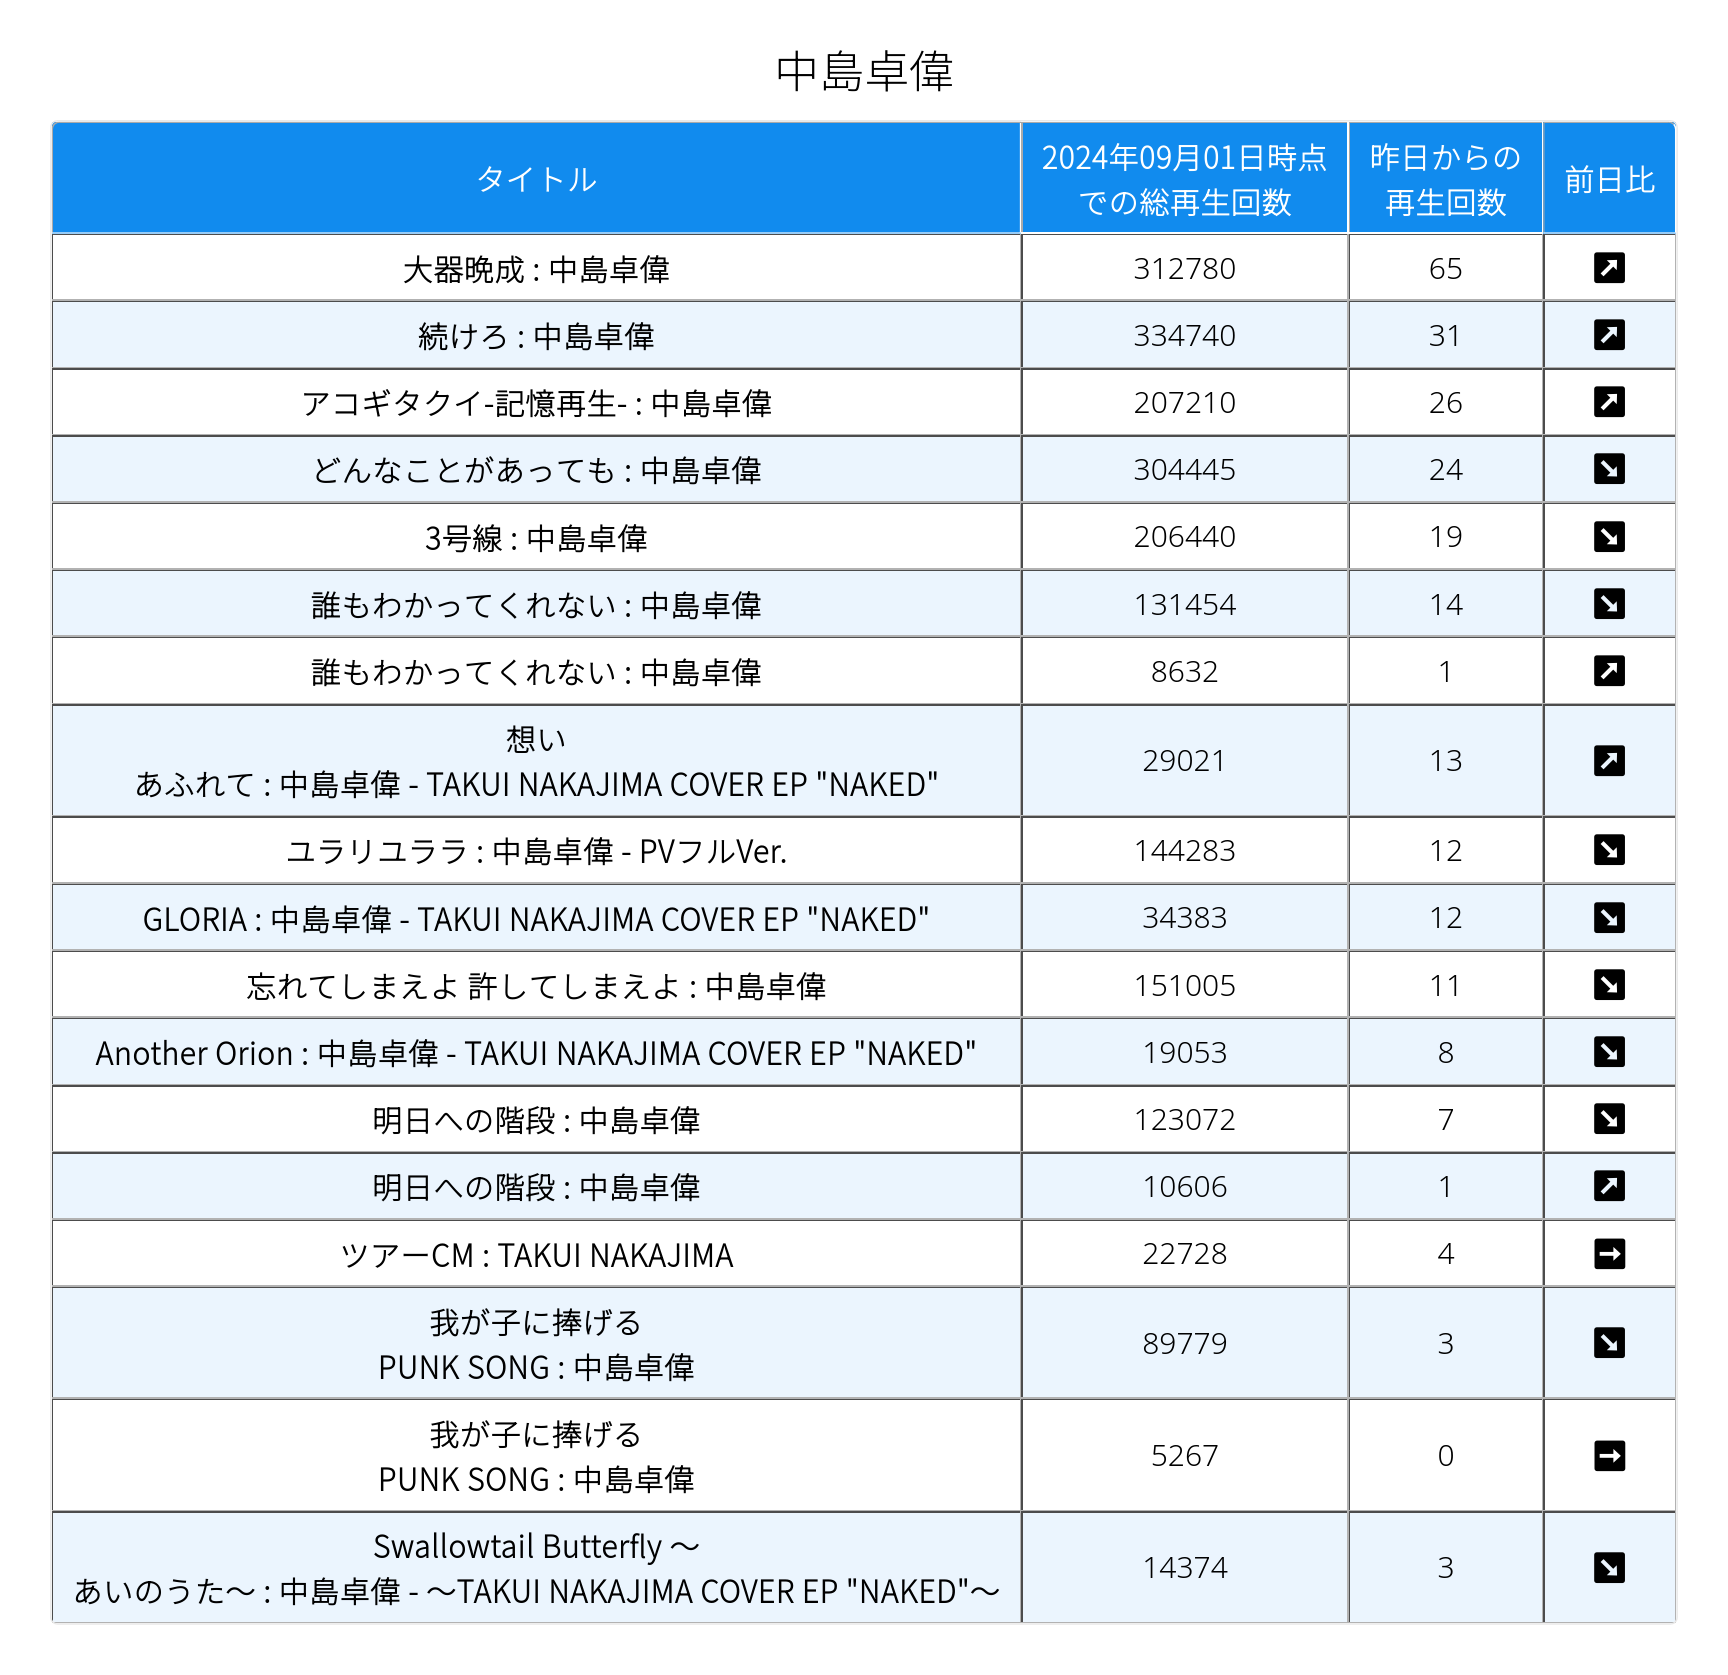 中島卓偉
タイトル
2024年09月01日時点
での総再生回数
昨日からの
再生回数
前日比
大器晩成 : 中島卓偉 312780 65 ↗
続けろ : 中島卓偉 334740 31 ↗
アコギタクイ-記憶再生- : 中島卓偉 207210 26 ↗
どんなことがあっても : 中島卓偉 304445 24 ↘
3号線 : 中島卓偉 206440 19 ↘
誰もわかってくれない : 中島卓偉 131454 14 ↘
誰もわかってくれない : 中島卓偉 8632 1 ↗
想い
あふれて : 中島卓偉 - TAKUI NAKAJIMA COVER EP "NAKED" 29021 13 ↗
ユラリユララ : 中島卓偉 - PVフルVer. 144283 12 ↘
GLORIA : 中島卓偉 - TAKUI NAKAJIMA COVER EP "NAKED" 34383 12 ↘
忘れてしまえよ 許してしまえよ : 中島卓偉 151005 11 ↘
Another Orion : 中島卓偉 - TAKUI NAKAJIMA COVER EP "NAKED" 19053 8 ↘
明日への階段 : 中島卓偉 123072 7 ↘
明日への階段 : 中島卓偉 10606 1 ↗
ツアーCM : TAKUI NAKAJIMA 22728 4 →
我が子に捧げる
PUNK SONG : 中島卓偉 89779 3 ↘
我が子に捧げる
PUNK SONG : 中島卓偉 5267 0 →
Swallowtail Butterfly ～
あいのうた～ : 中島卓偉 - ～TAKUI NAKAJIMA COVER EP "NAKED"～ 14374 3 ↘